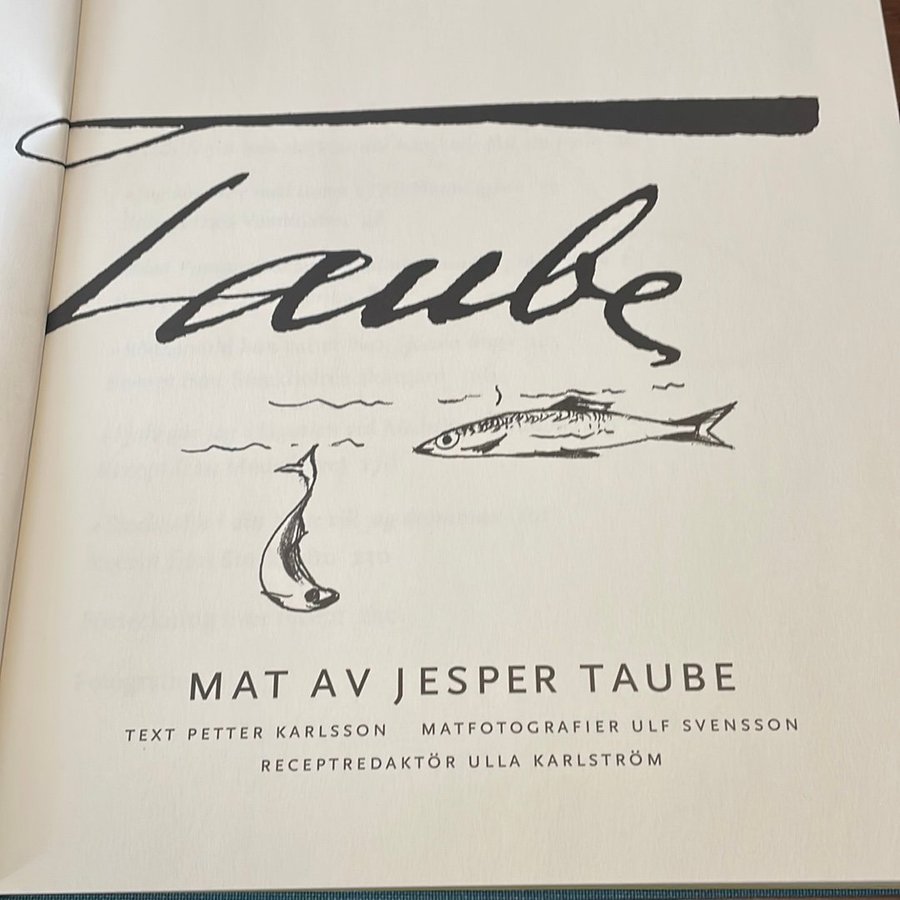 Taube
MAT AV JESPER TAUBE
TEXT PETTER KARLSSON MATFOTOGRAFIER ULF SVENSSON
RECEPTREDAKTÖR ULLA KARLSTRÖM